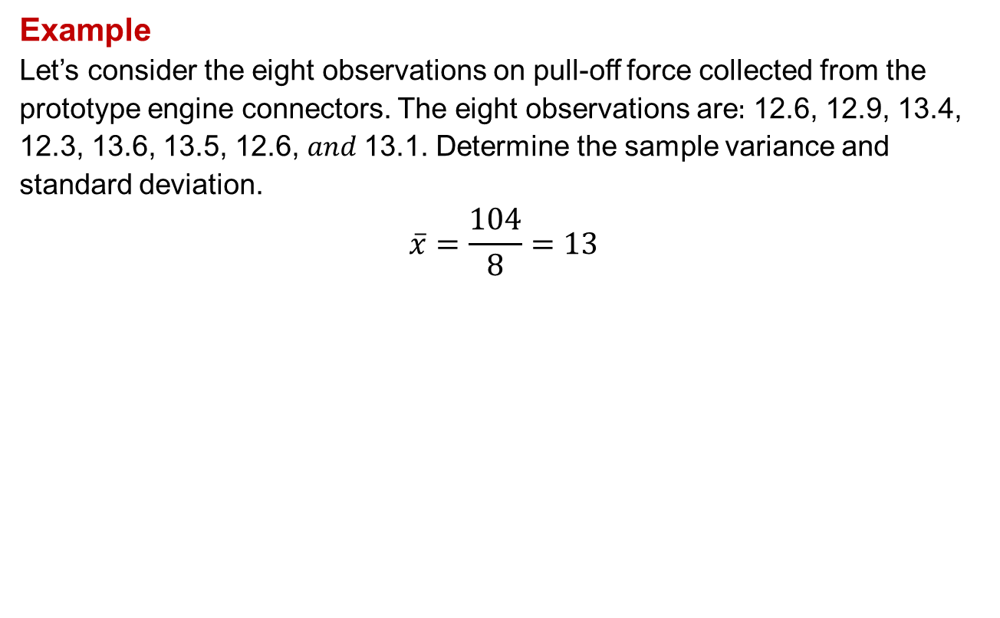 Example
Let’s consider the eight observations on pull-off force collected from the
prototype engine connectors. The eight observations are: 12.6, 12.9, 13.4,
12.3, 13.6, 13.5, 12.6, and 13.1. Determine the sample variance and
standard deviation.
x̄ = 104/8 = 13